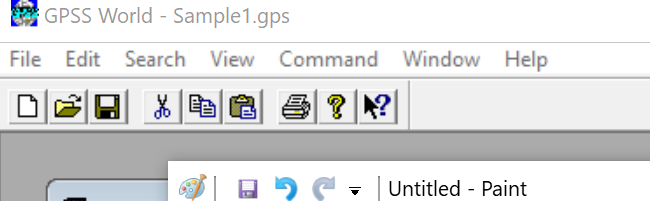 GPSS World - Sample1.gps
File Edit Search View Command Window Help
Untitled - Paint